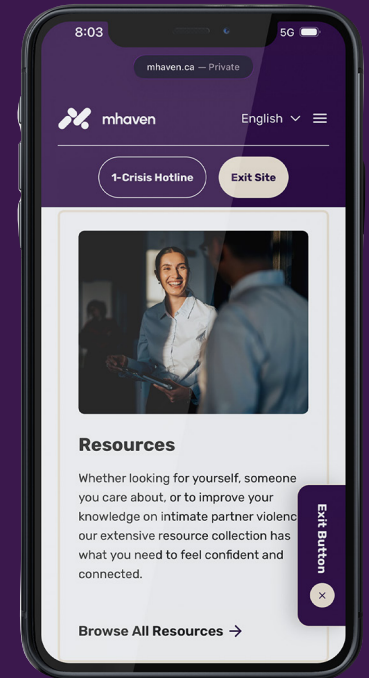 8:03
5G
mhaven.ca — Private
mhaven
English
1-Crisis Hotline
Exit Site
Resources
Whether looking for yourself, someone
you care about, or to improve your
knowledge on intimate partner violenc
our extensive resource collection has
what you need to feel confident and
connected.
Exit Button
Browse All Resources